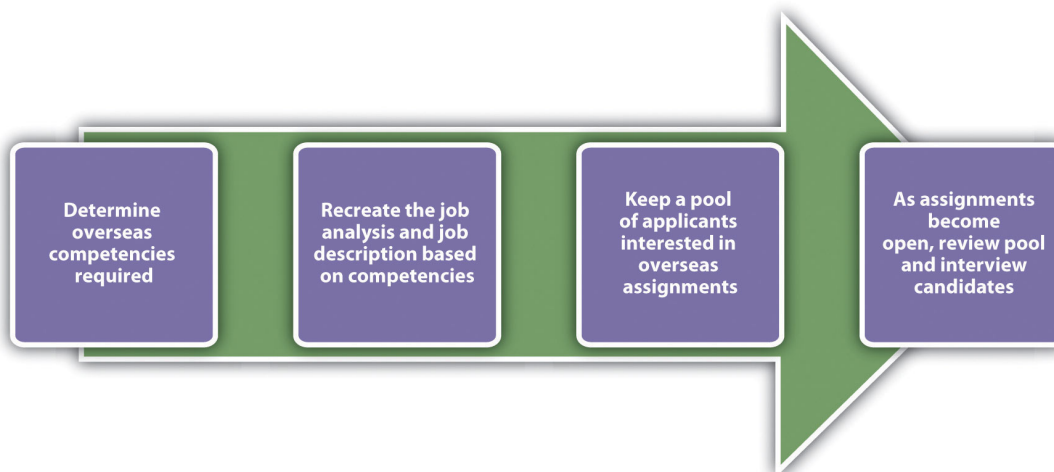 Determine
overseas
competencies
required
Recreate the job
analysis and job
description based
on competencies
Keep a pool
of applicants
interested in
overseas
assignments
As assignments
become
open, review pool
and interview
candidates